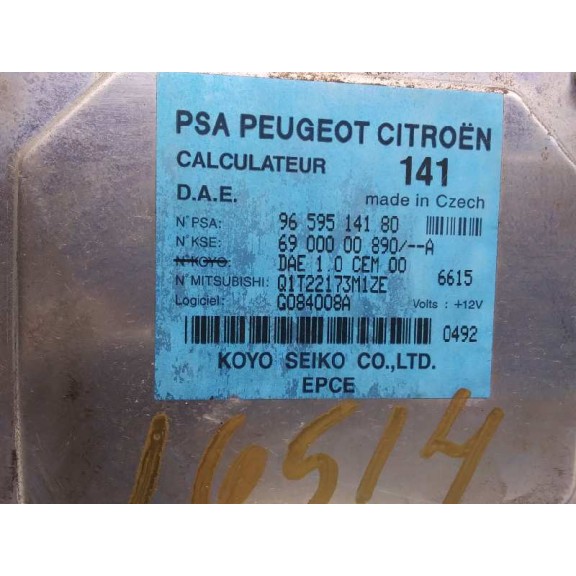 PSA PEUGEOT CITROËN
CALCULATEUR 141
D.A.E. made in Czech
N°PSA: 96 595 141 80
N°KSE: 69 000 00 890/--A
N°KOYO: DAE 1.0 CEM 00
N°MITSUBISHI: Q1T22173M1ZE 6615
Logiciel: G084008A Volts : +12V
0492
KOYO SEIKO CO.,LTD.
EPCE
16514